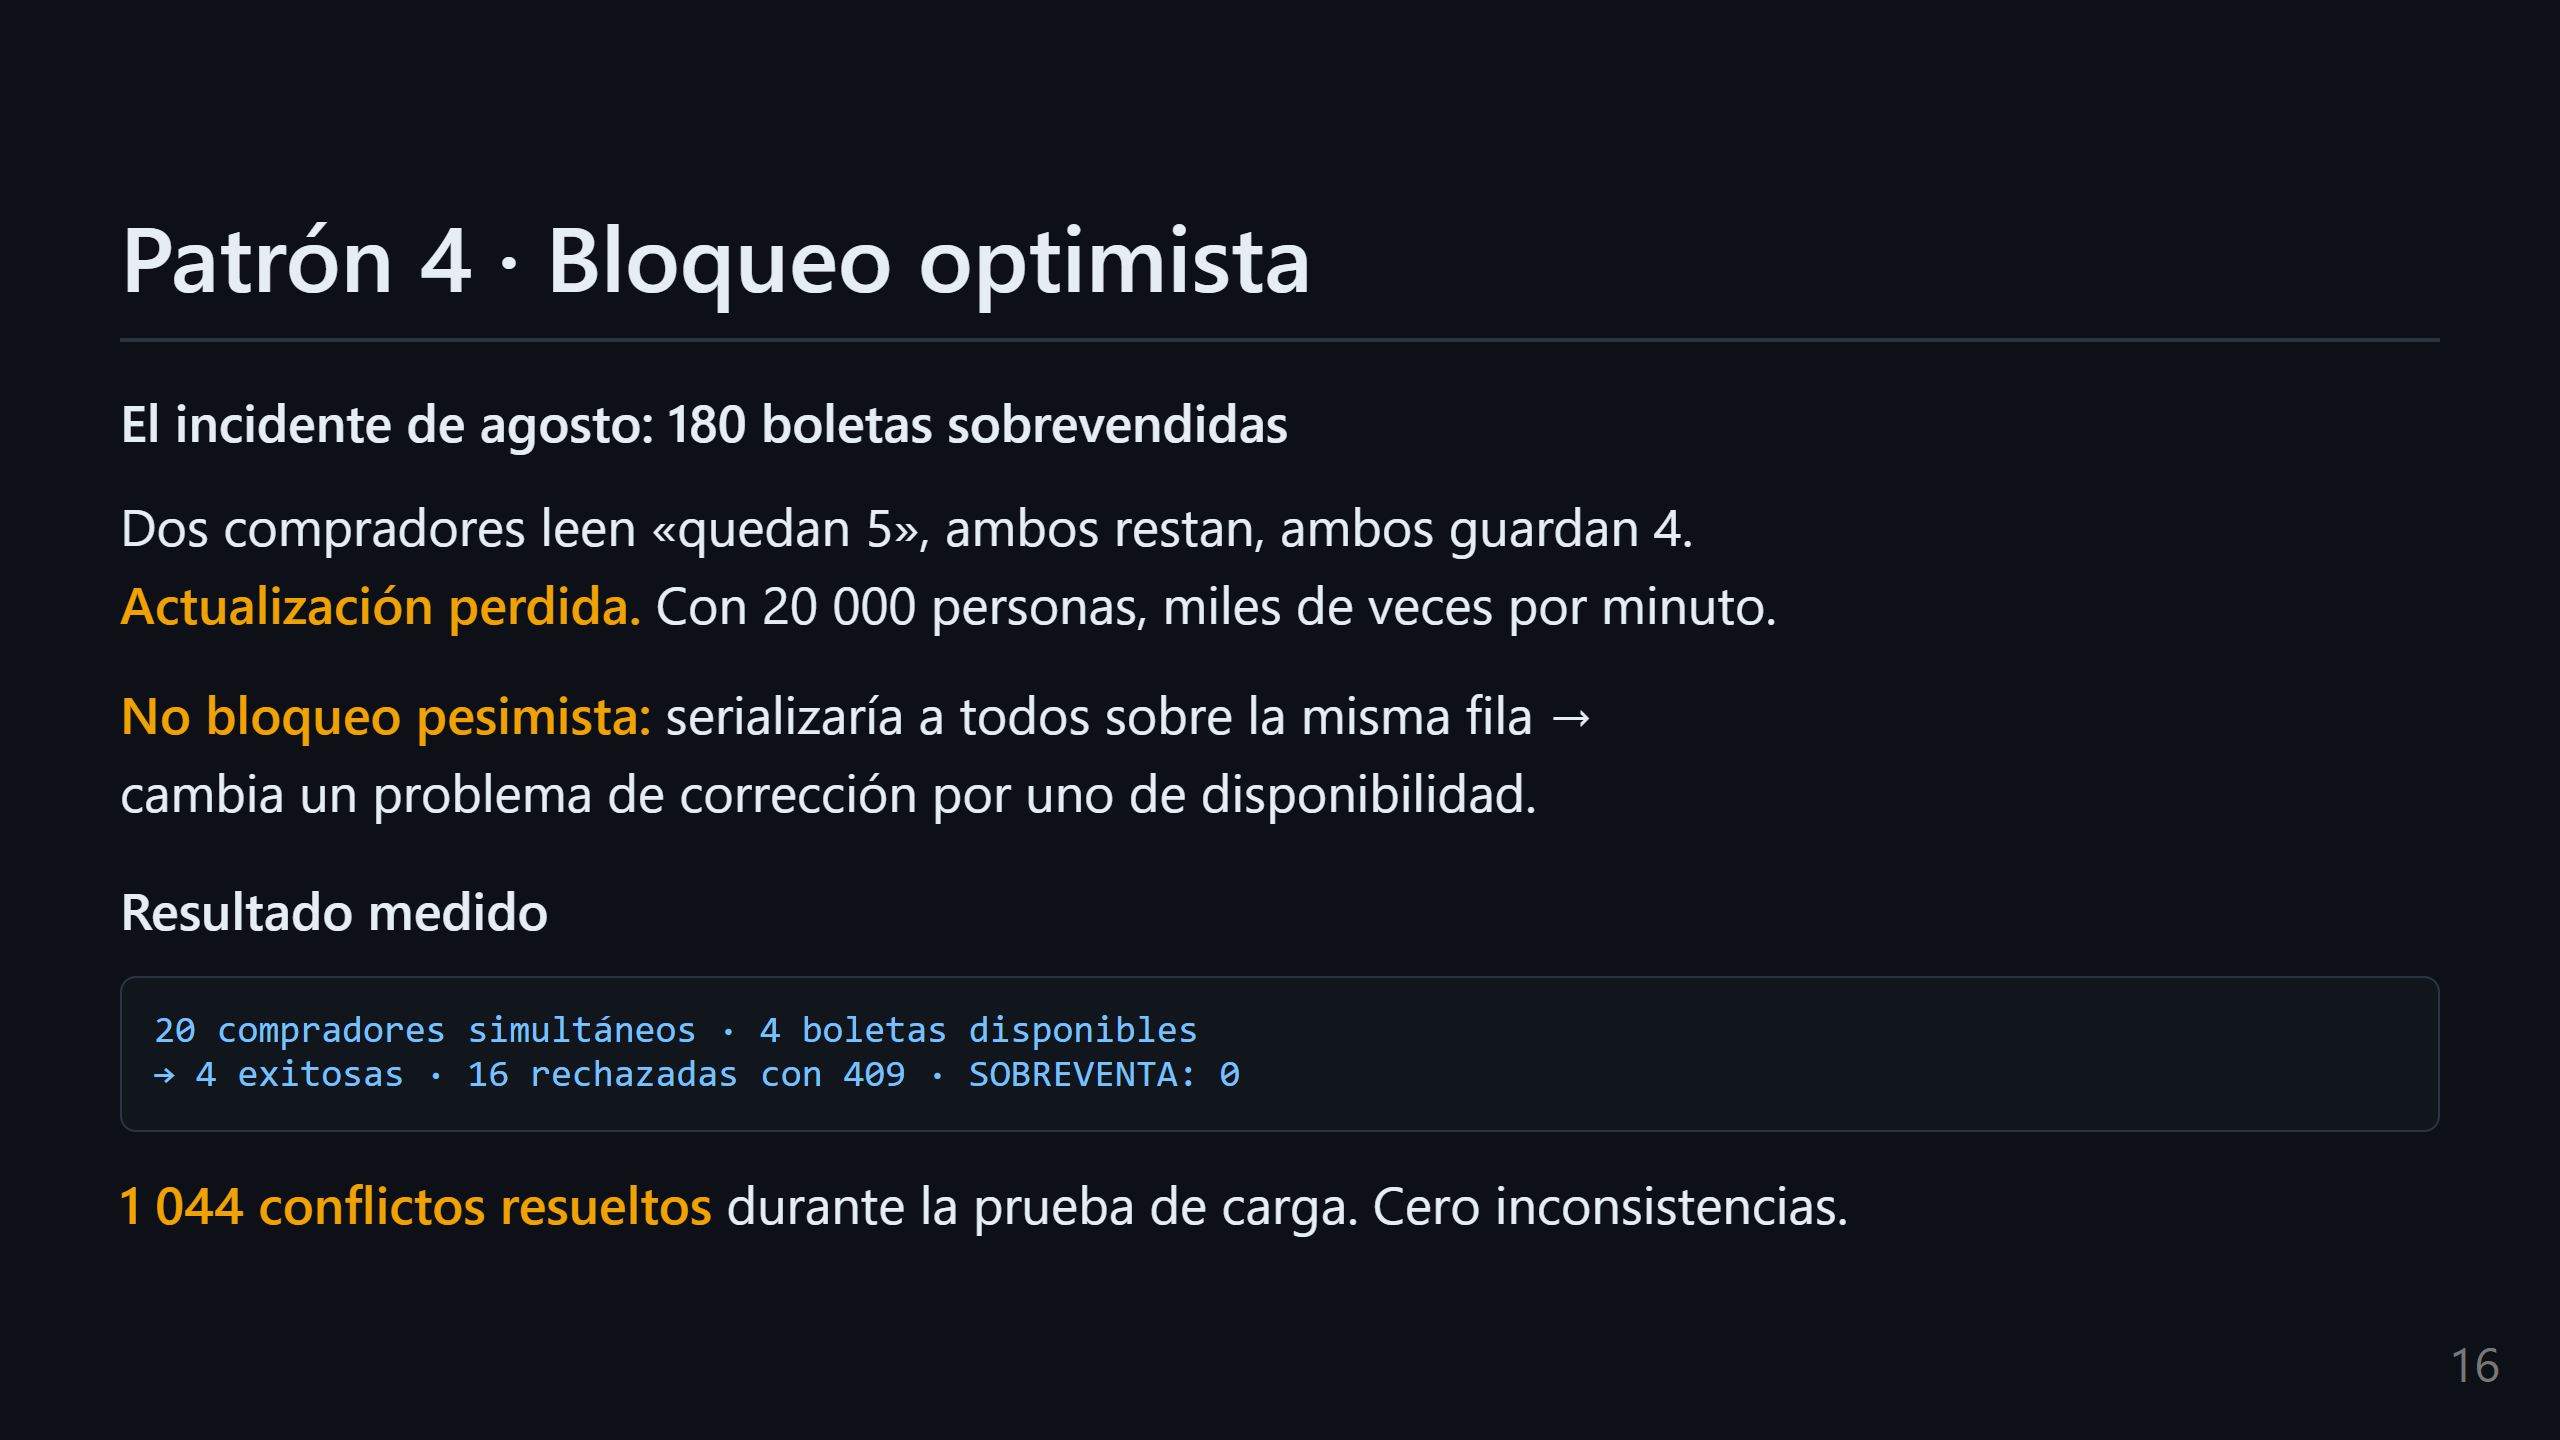 Patrón 4 · Bloqueo optimista
El incidente de agosto: 180 boletas sobrevendidas
Dos compradores leen «quedan 5», ambos restan, ambos guardan 4.
Actualización perdida. Con 20 000 personas, miles de veces por minuto.
No bloqueo pesimista: serializaría a todos sobre la misma fila →
cambia un problema de corrección por uno de disponibilidad.
Resultado medido
20 compradores simultáneos · 4 boletas disponibles
→ 4 exitosas · 16 rechazadas con 409 · SOBREVENTA: 0
1 044 conflictos resueltos durante la prueba de carga. Cero inconsistencias.
16